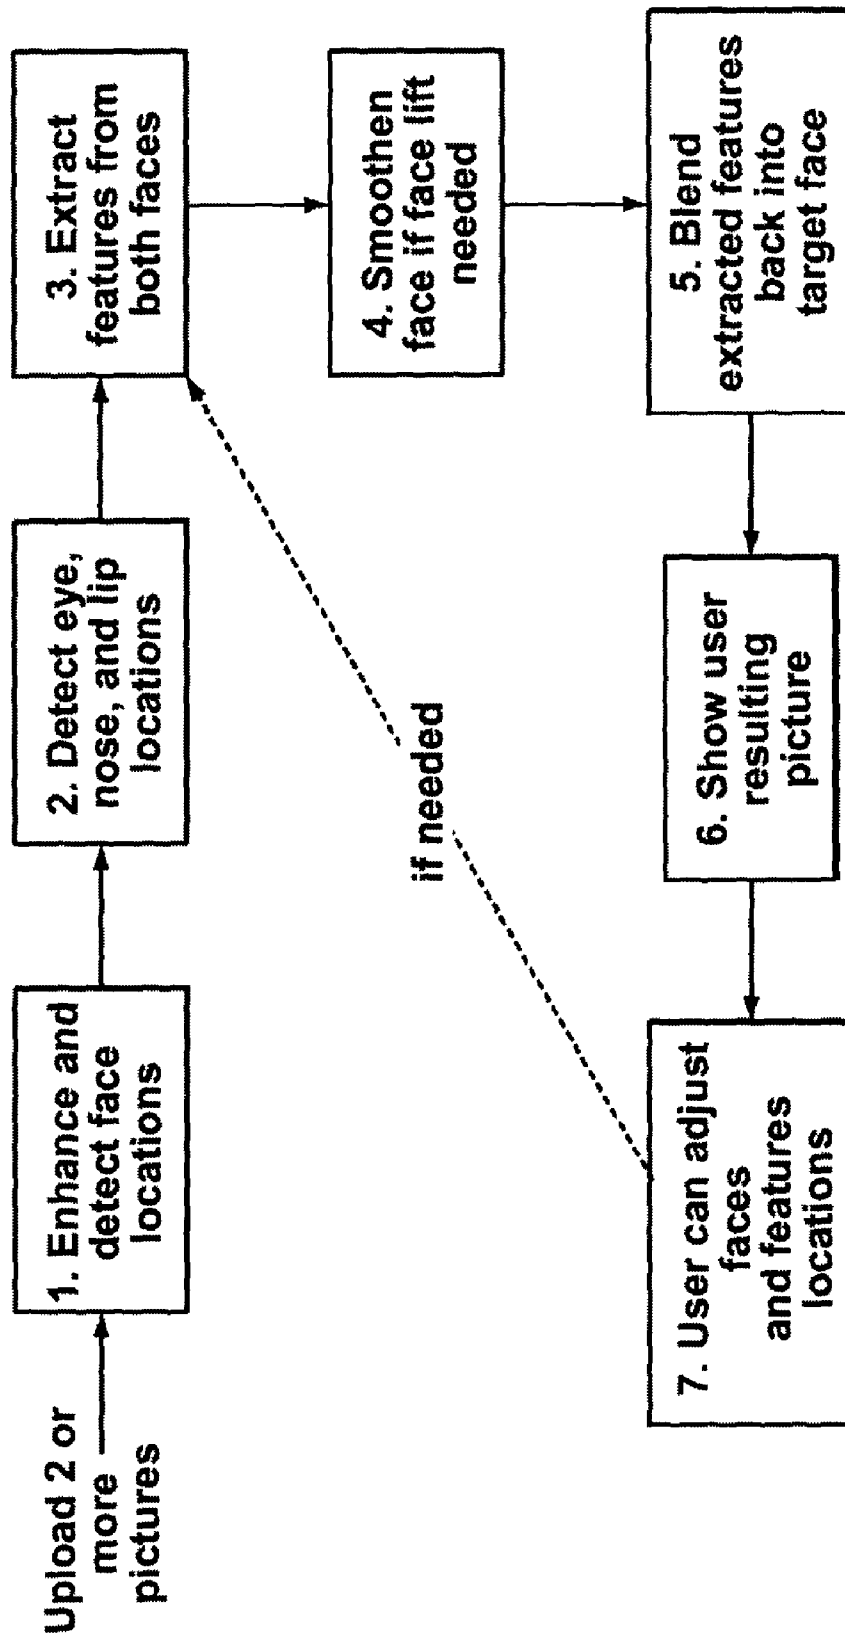 Upload 2 or
more
pictures
1. Enhance and
detect face
locations
2. Detect eye,
nose, and lip
locations
3. Extract
features from
both faces
4. Smoothen
face if face lift
needed
5. Blend
extracted features
back into
target face
6. Show user
resulting
picture
7. User can adjust
faces
and features
locations
if needed